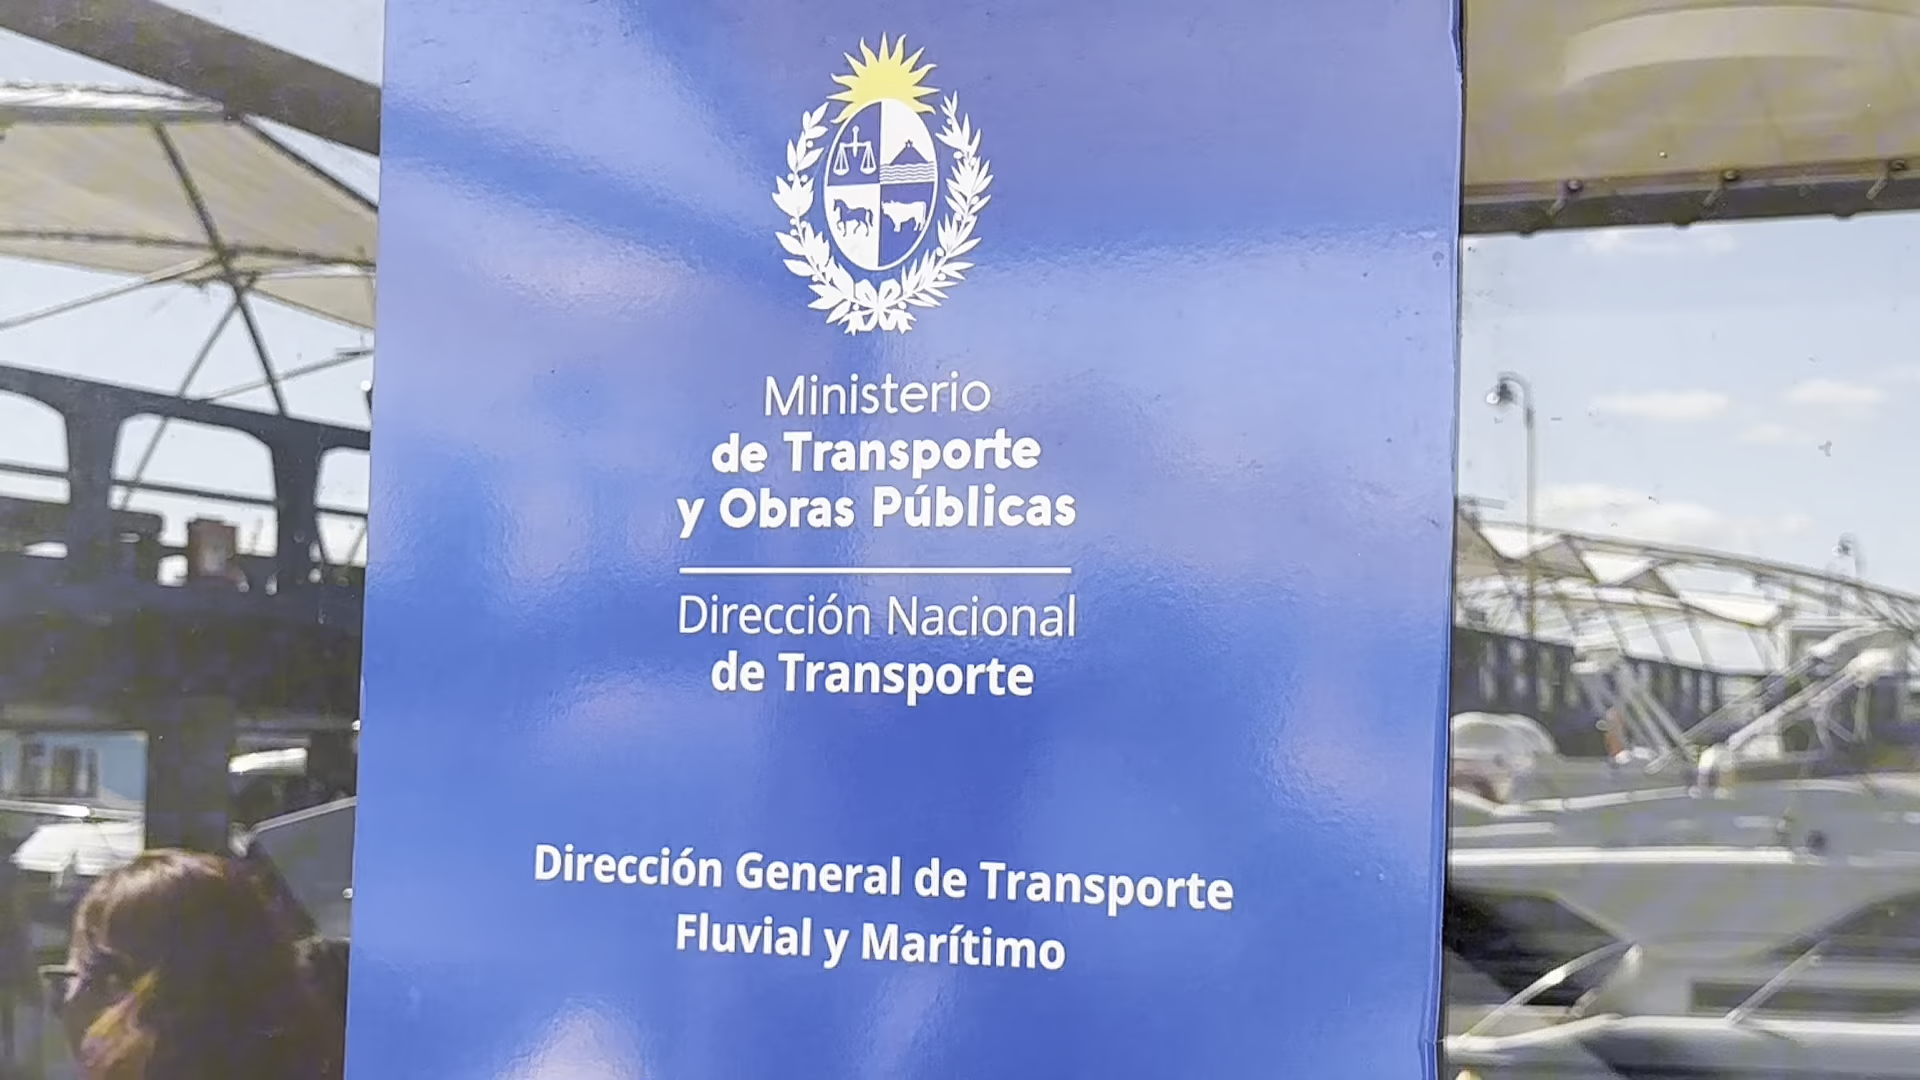 Ministerio
de Transporte
y Obras Públicas
Dirección Nacional
de Transporte
Dirección General de Transporte
Fluvial y Marítimo